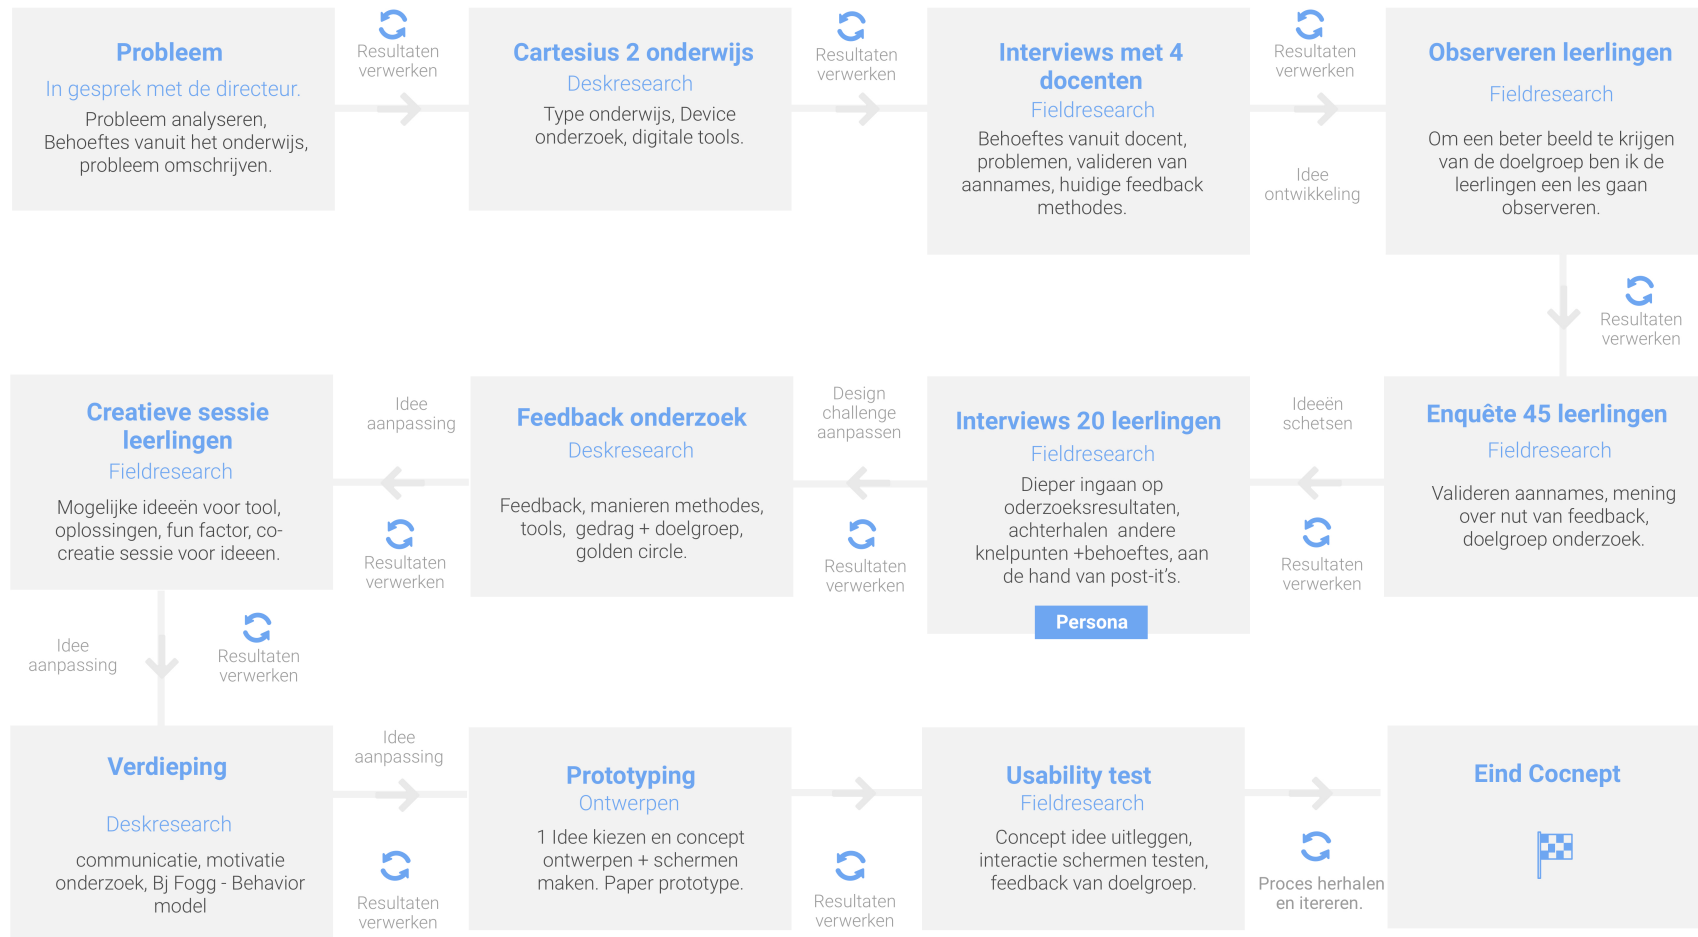 Probleem
In gesprek met de directeur.
Probleem analyseren,
Behoeftes vanuit het onderwijs,
probleem omschrijven.
Resultaten
verwerken
Cartesius 2 onderwijs
Deskresearch
Type onderwijs, Device
onderzoek, digitale tools.
Resultaten
verwerken
Interviews met 4
docenten
Fieldresearch
Behoeftes vanuit docent,
problemen, valideren van
aannames, huidige feedback
methodes.
Resultaten
verwerken
Idee
ontwikkeling
Observeren leerlingen
Fieldresearch
Om een beter beeld te krijgen
van de doelgroep ben ik de
leerlingen een les gaan
observeren.
Resultaten
verwerken
Enquête 45 leerlingen
Fieldresearch
Valideren aannames, mening
over nut van feedback,
doelgroep onderzoek.
Ideeën
schetsen
Resultaten
verwerken
Interviews 20 leerlingen
Fieldresearch
Dieper ingaan op
oderzoeksresultaten,
achterhalen  andere
knelpunten +behoeftes, aan
de hand van post-it’s.
Persona
Design
challenge
aanpassen
Resultaten
verwerken
Feedback onderzoek
Deskresearch
Feedback, manieren methodes,
tools,  gedrag + doelgroep,
golden circle.
Idee
aanpassing
Resultaten
verwerken
Creatieve sessie
leerlingen
Fieldresearch
Mogelijke ideeën voor tool,
oplossingen, fun factor, co-
creatie sessie voor ideeen.
Idee
aanpassing
Resultaten
verwerken
Verdieping
Deskresearch
communicatie, motivatie
onderzoek, Bj Fogg - Behavior
model
Idee
aanpassing
Resultaten
verwerken
Prototyping
Ontwerpen
1 Idee kiezen en concept
ontwerpen + schermen
maken. Paper prototype.
Resultaten
verwerken
Usability test
Fieldresearch
Concept idee uitleggen,
interactie schermen testen,
feedback van doelgroep.
Proces herhalen
en itereren.
Eind Cocnept